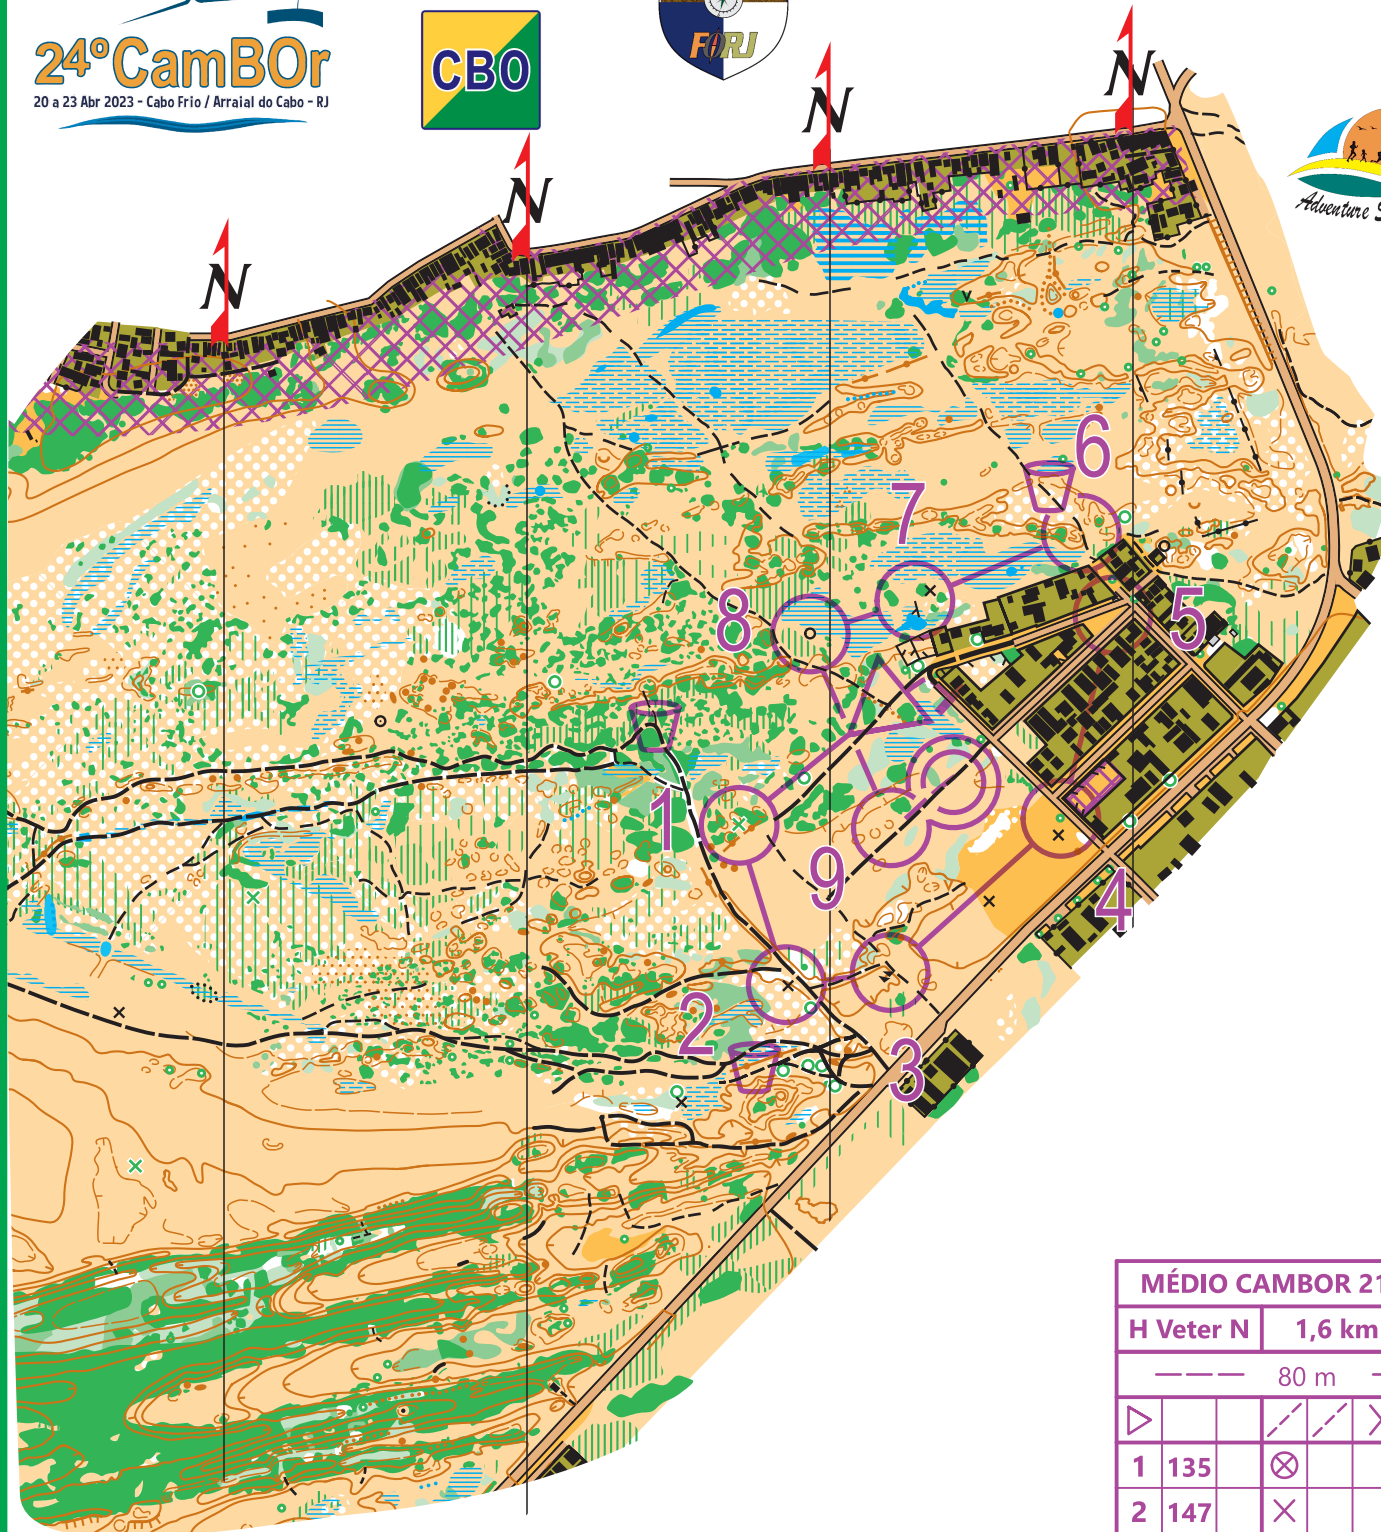 24ºCamBOr
20 a 23 Abr 2023 - Cabo Frio / Arraial do Cabo - RJ
CBO
FORJ
N
N
N
N
Adventure S
6
7
8
5
1
9
4
2
3
MÉDIO CAMBOR 21
H Veter N 1,6 km
80 m
1 135
2 147